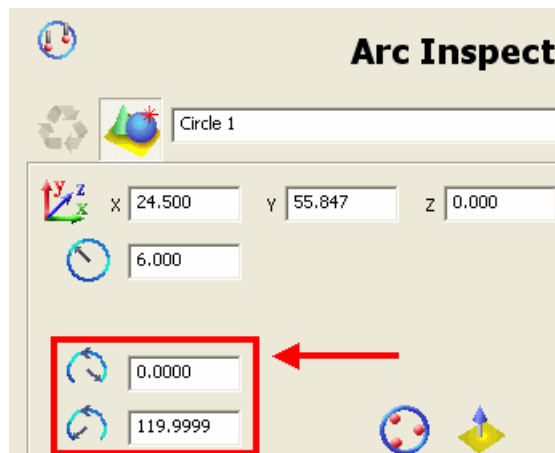 Arc Inspect
Circle 1
X 24.500 Y 55.847 Z 0.000
6.000
0.0000
119.9999